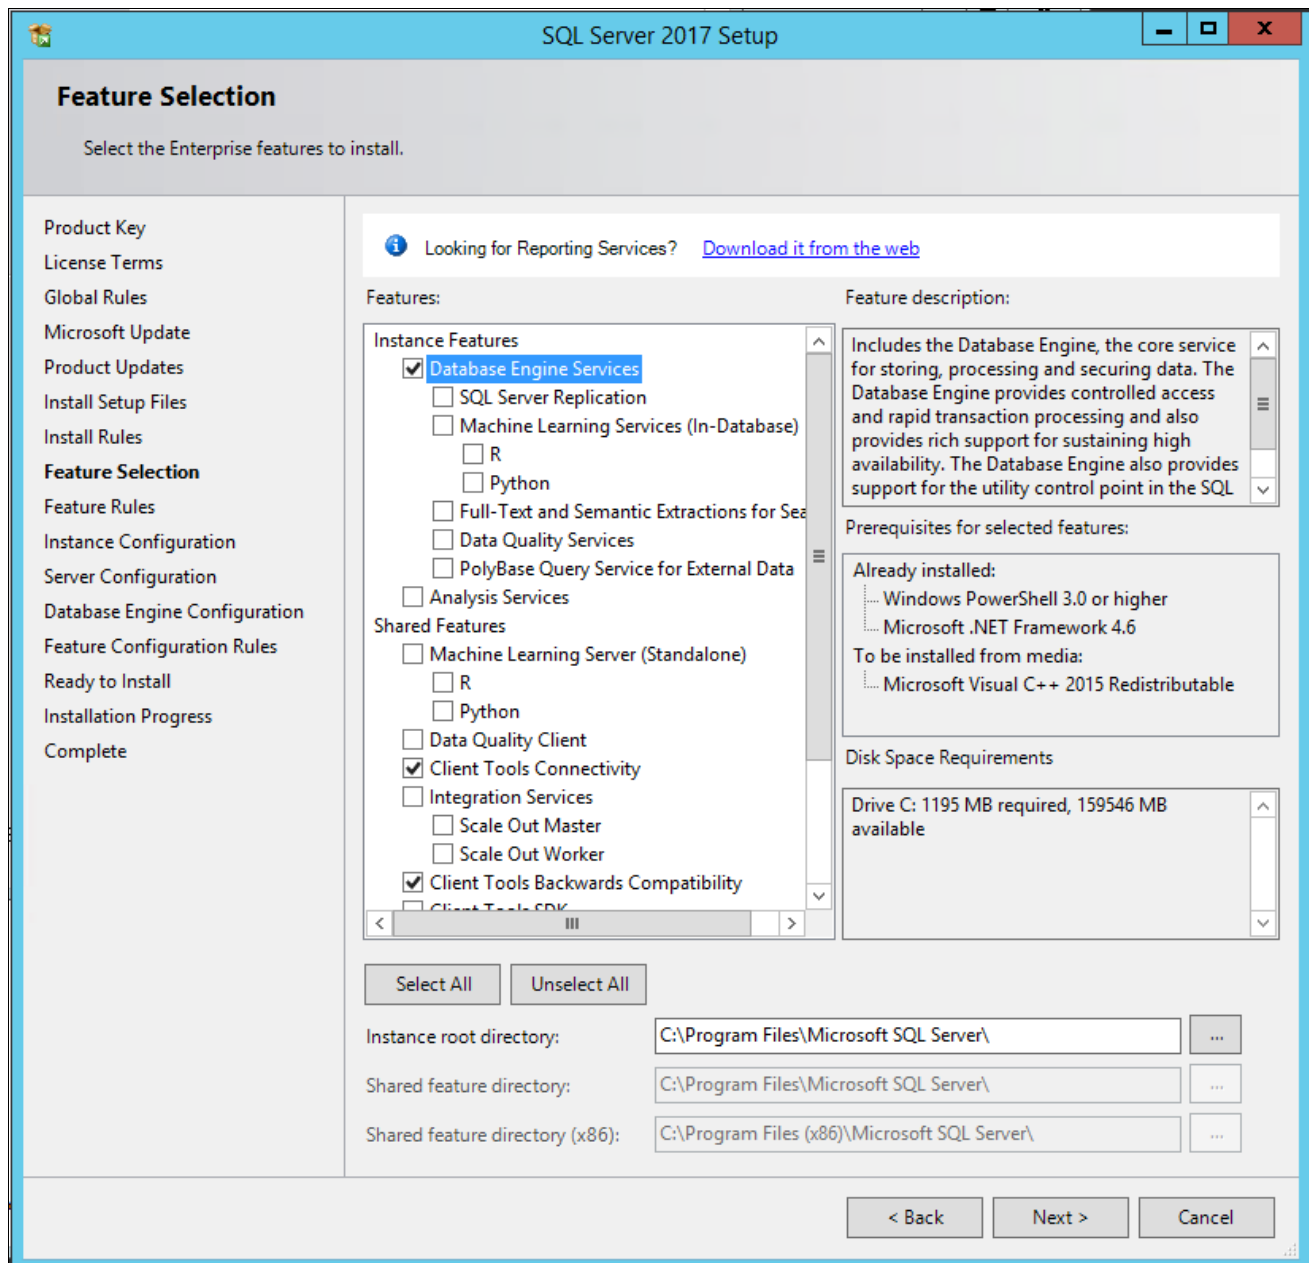 SQL Server 2017 Setup
Feature Selection
Select the Enterprise features to install.
Product Key
License Terms
Global Rules
Microsoft Update
Product Updates
Install Setup Files
Install Rules
Feature Selection
Feature Rules
Instance Configuration
Server Configuration
Database Engine Configuration
Feature Configuration Rules
Ready to Install
Installation Progress
Complete
Looking for Reporting Services? Download it from the web
Features:
Instance Features
Database Engine Services
SQL Server Replication
Machine Learning Services (In-Database)
R
Python
Full-Text and Semantic Extractions for Sea
Data Quality Services
PolyBase Query Service for External Data
Analysis Services
Shared Features
Machine Learning Server (Standalone)
R
Python
Data Quality Client
Client Tools Connectivity
Integration Services
Scale Out Master
Scale Out Worker
Client Tools Backwards Compatibility
Client Tools SDK
Feature description:
Includes the Database Engine, the core service
for storing, processing and securing data. The
Database Engine provides controlled access
and rapid transaction processing and also
provides rich support for sustaining high
availability. The Database Engine also provides
support for the utility control point in the SQL
Prerequisites for selected features:
Already installed:
Windows PowerShell 3.0 or higher
Microsoft .NET Framework 4.6
To be installed from media:
Microsoft Visual C++ 2015 Redistributable
Disk Space Requirements
Drive C: 1195 MB required, 159546 MB
available
Select All
Unselect All
Instance root directory: C:\Program Files\Microsoft SQL Server\ ...
Shared feature directory: C:\Program Files\Microsoft SQL Server\ ...
Shared feature directory (x86): C:\Program Files (x86)\Microsoft SQL Server\ ...
< Back
Next >
Cancel